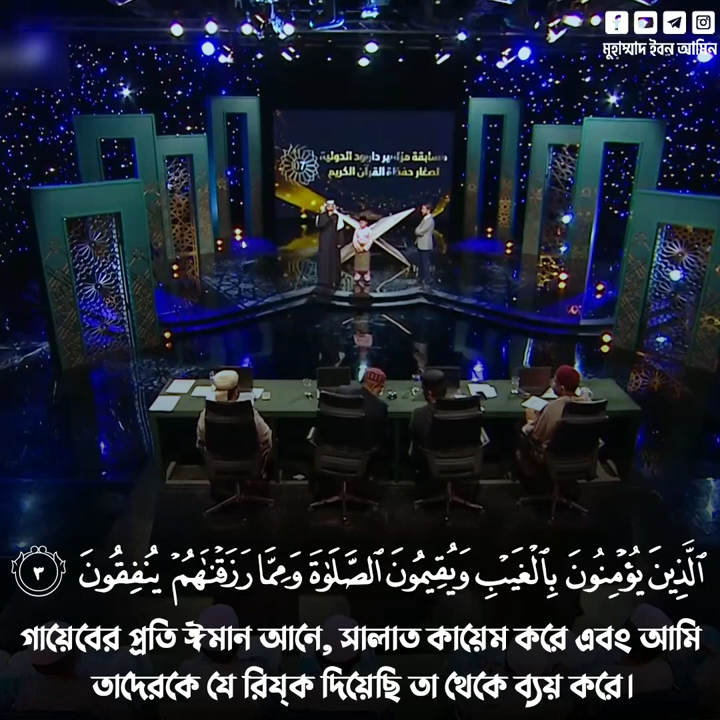 মুহাম্মাদ ইবন আমিন
مسابقة مزامير داوود الدولية
لصغار حفظة القرآن الكريم
ٱلَّذِينَ يُؤْمِنُونَ بِٱلْغَيْبِ وَيُقِيمُونَ ٱلصَّلَوٰةَ وَمِمَّا رَزَقْنَٰهُمْ يُنفِقُونَ ٣
গায়েবের প্রতি ঈমান আনে, সালাত কায়েম করে এবং আমি
তাদেরকে যে রিয্‌ক দিয়েছি তা থেকে ব্যয় করে।